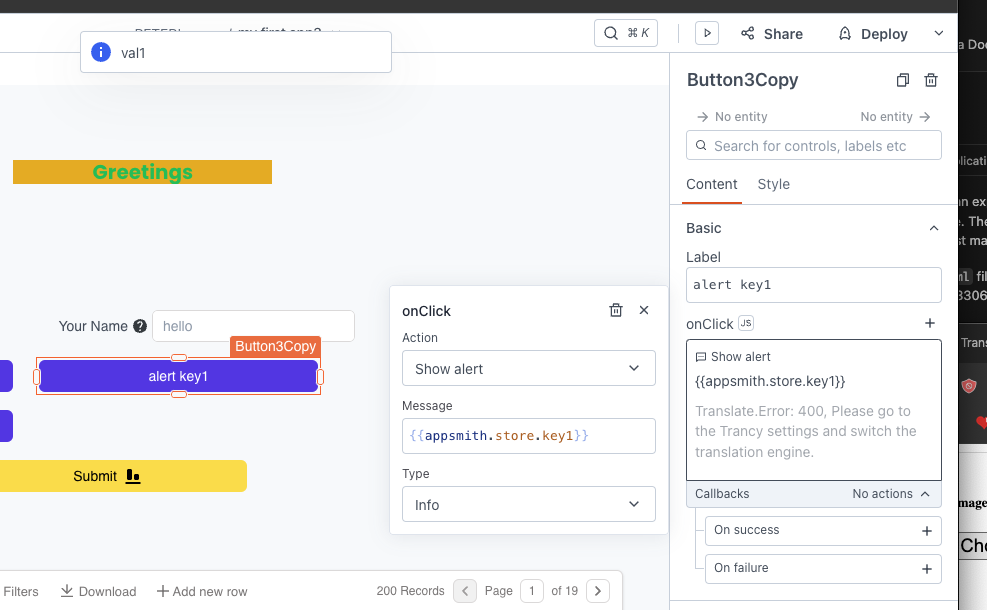 val1
⌘ K
Share
Deploy
Greetings
Your Name
hello
Button3Copy
alert key1
Submit
Filters
Download
Add new row
200 Records
Page
1
of 19
onClick
Action
Show alert
Message
{{appsmith.store.key1}}
Type
Info
Button3Copy
No entity
No entity
Search for controls, labels etc
Content
Style
Basic
Label
alert key1
onClick
JS
Show alert
{{appsmith.store.key1}}
Translate.Error: 400, Please go to
the Trancy settings and switch the
translation engine.
Callbacks
No actions
On success
On failure